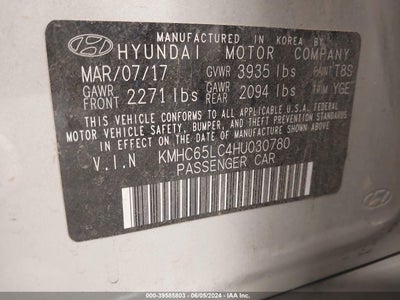 MANUFACTURED IN KOREA BY
HYUNDAI MOTOR COMPANY
MAR/07/17 GVWR 3935 lbs PAINT T8S
GAWR FRONT 2271 lbs GAWR REAR 2094 lbs TRIM YGE
THIS VEHICLE CONFORMS TO ALL APPLICABLE FEDERAL
MOTOR VEHICLE SAFETY, BUMPER, AND THEFT PREVENTION
STANDARDS IN EFFECT ON THE DATE OF MANUFACTURE SHOWN ABOVE.
V.I.N KMHC65LC4HU030780
PASSENGER CAR
000-39585803 - 06/05/2024 - IAA Inc.